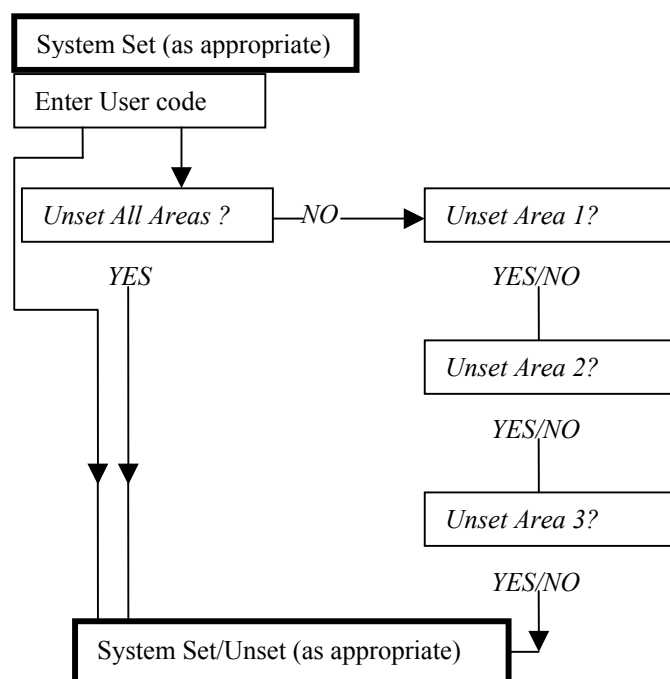 System Set (as appropriate)
Enter User code
Unset All Areas ?
NO
Unset Area 1?
YES
YES/NO
Unset Area 2?
YES/NO
Unset Area 3?
YES/NO
System Set/Unset (as appropriate)